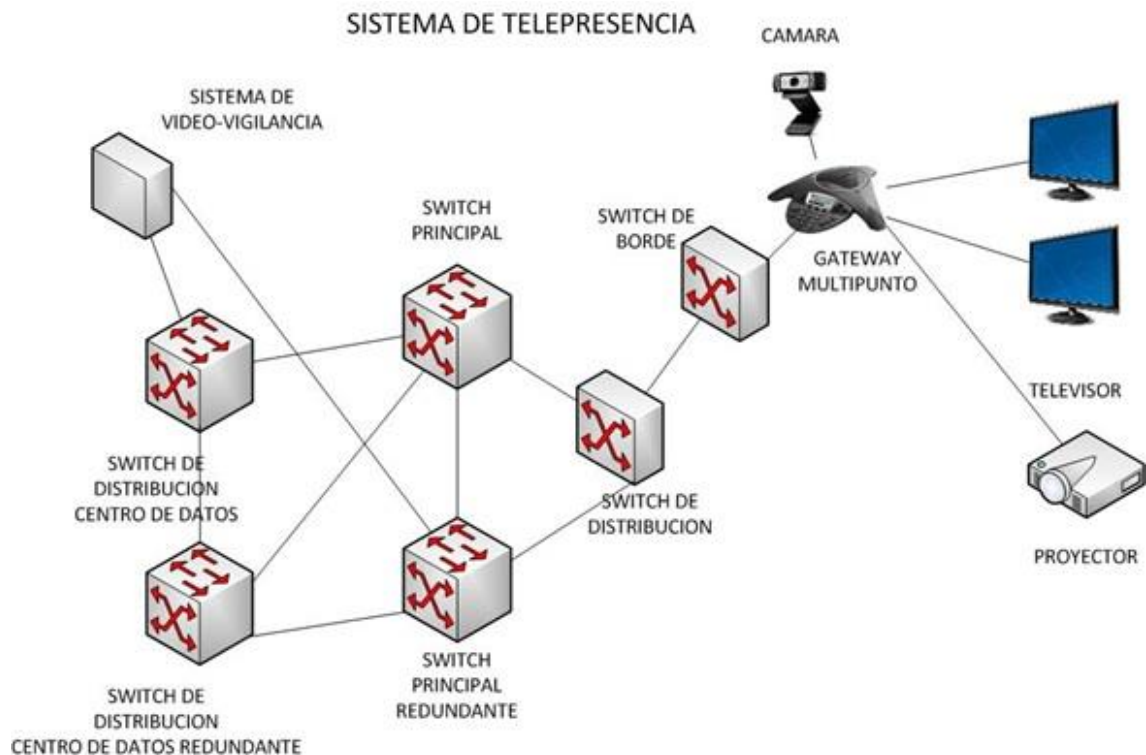 SISTEMA DE TELEPRESENCIA
CAMARA
SISTEMA DE
VIDEO-VIGILANCIA
SWITCH
PRINCIPAL
SWITCH DE
BORDE
GATEWAY
MULTIPUNTO
TELEVISOR
SWITCH DE
DISTRIBUCION
CENTRO DE DATOS
SWITCH DE
DISTRIBUCION
PROYECTOR
SWITCH
PRINCIPAL
REDUNDANTE
SWITCH DE
DISTRIBUCION
CENTRO DE DATOS REDUNDANTE